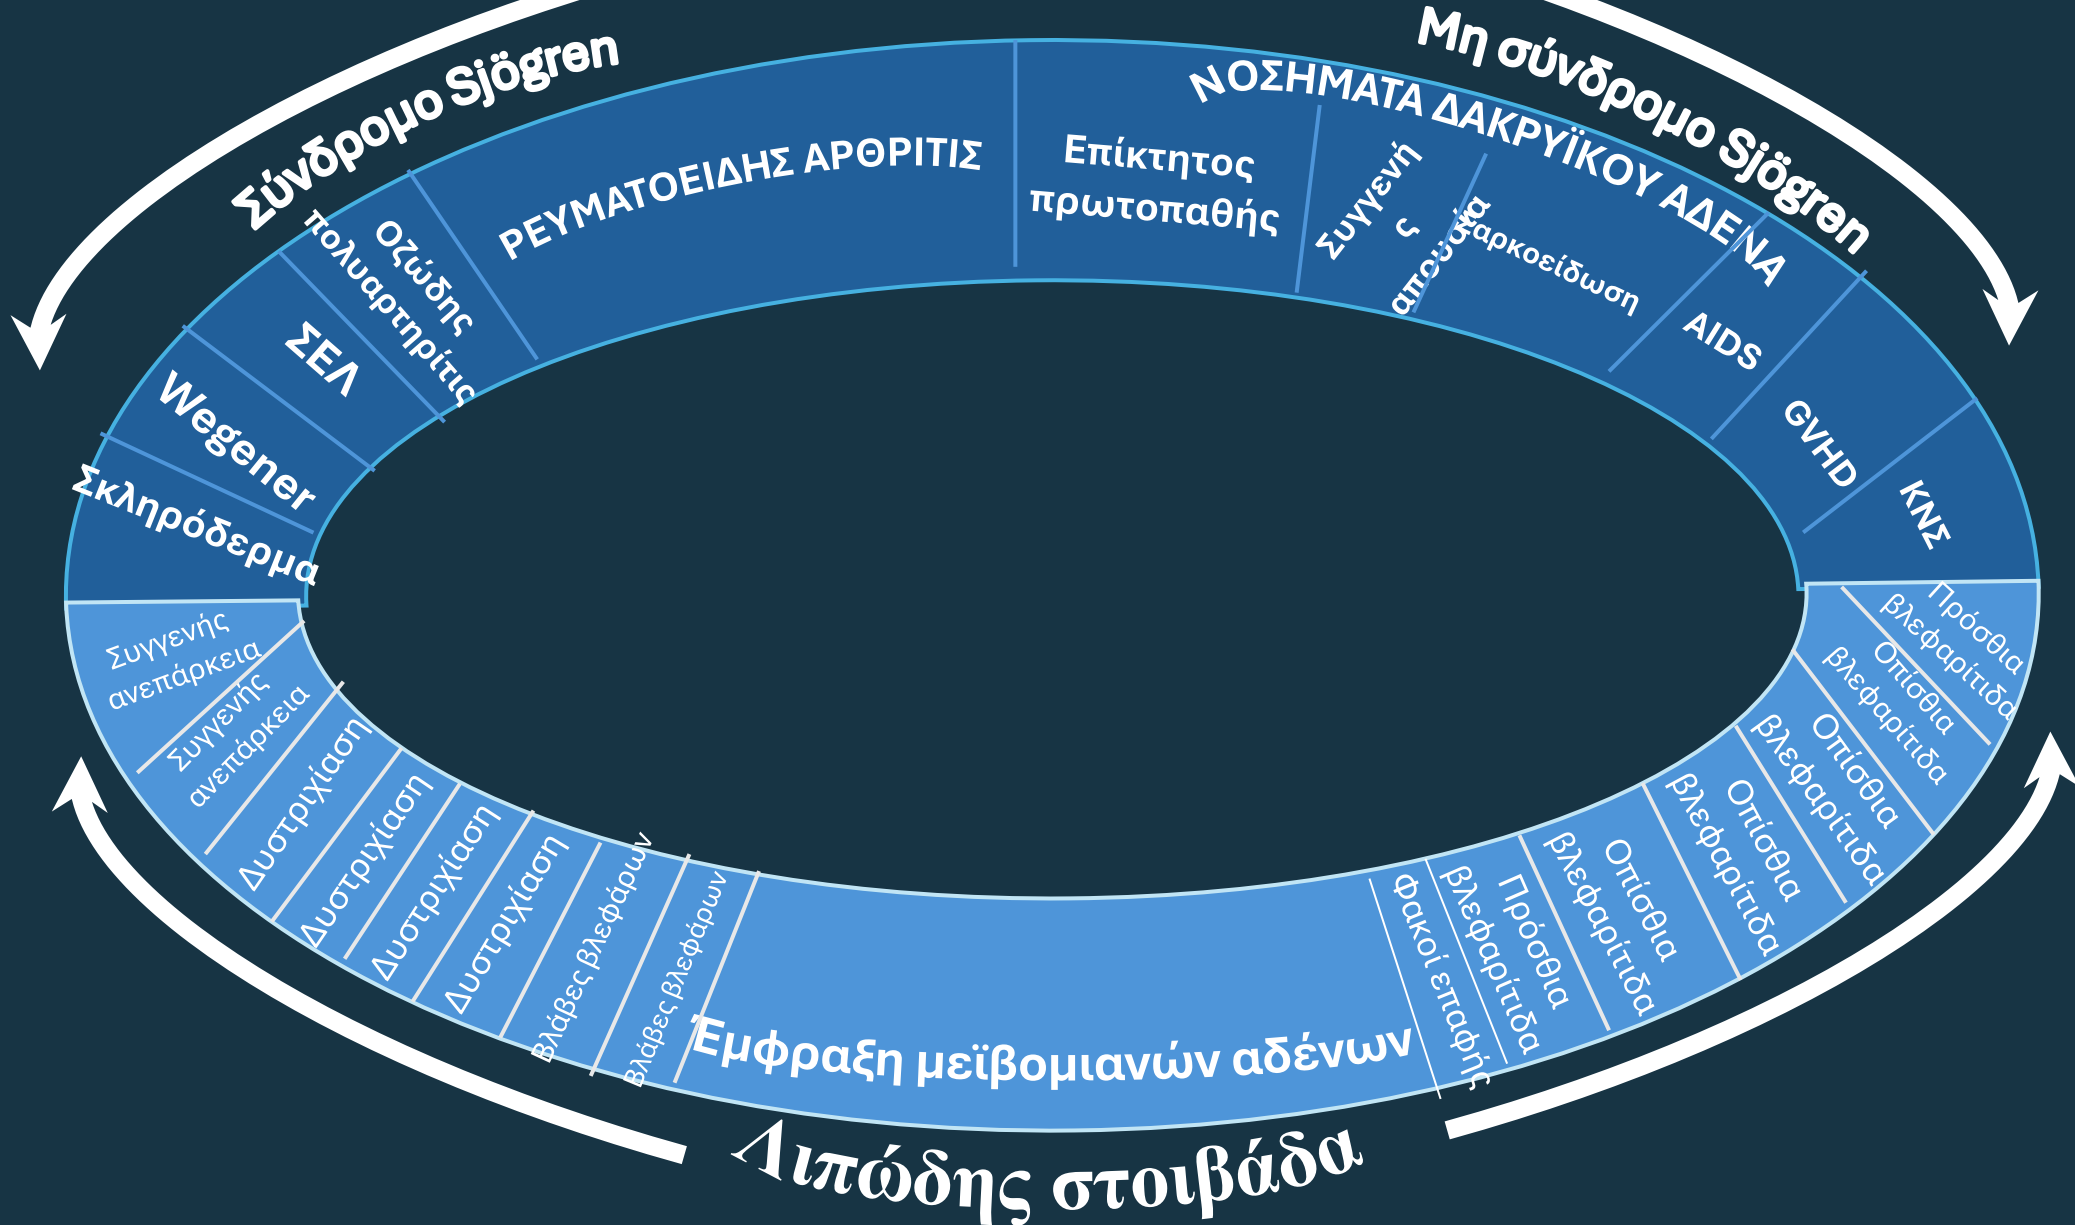 Σύνδρομο Sjögren
Μη σύνδρομο Sjögren
ΝΟΣΗΜΑΤΑ ΔΑΚΡΥΪΚΟΥ ΑΔΕΝΑ
Σκληρόδερμα
Wegener
ΣΕΛ
Οζώδης
πολυαρτηρίτις
ΡΕΥΜΑΤΟΕΙΔΗΣ ΑΡΘΡΙΤΙΣ
Επίκτητος
πρωτοπαθής
Συγγενή
ς
απουσία
Σαρκοείδωση
AIDS
GVHD
ΚΝΣ
Συγγενής
ανεπάρκεια
Συγγενής
ανεπάρκεια
Δυστριχίαση
Δυστριχίαση
Δυστριχίαση
Δυστριχίαση
Βλάβες βλεφάρων
Βλάβες βλεφάρων
Έμφραξη μεϊβομιανών αδένων
Φακοί επαφής
Πρόσθια
βλεφαρίτιδα
Οπίσθια
βλεφαρίτιδα
Οπίσθια
βλεφαρίτιδα
Οπίσθια
βλεφαρίτιδα
Οπίσθια
βλεφαρίτιδα
Πρόσθια
βλεφαρίτιδα
Λιπώδης στοιβάδα